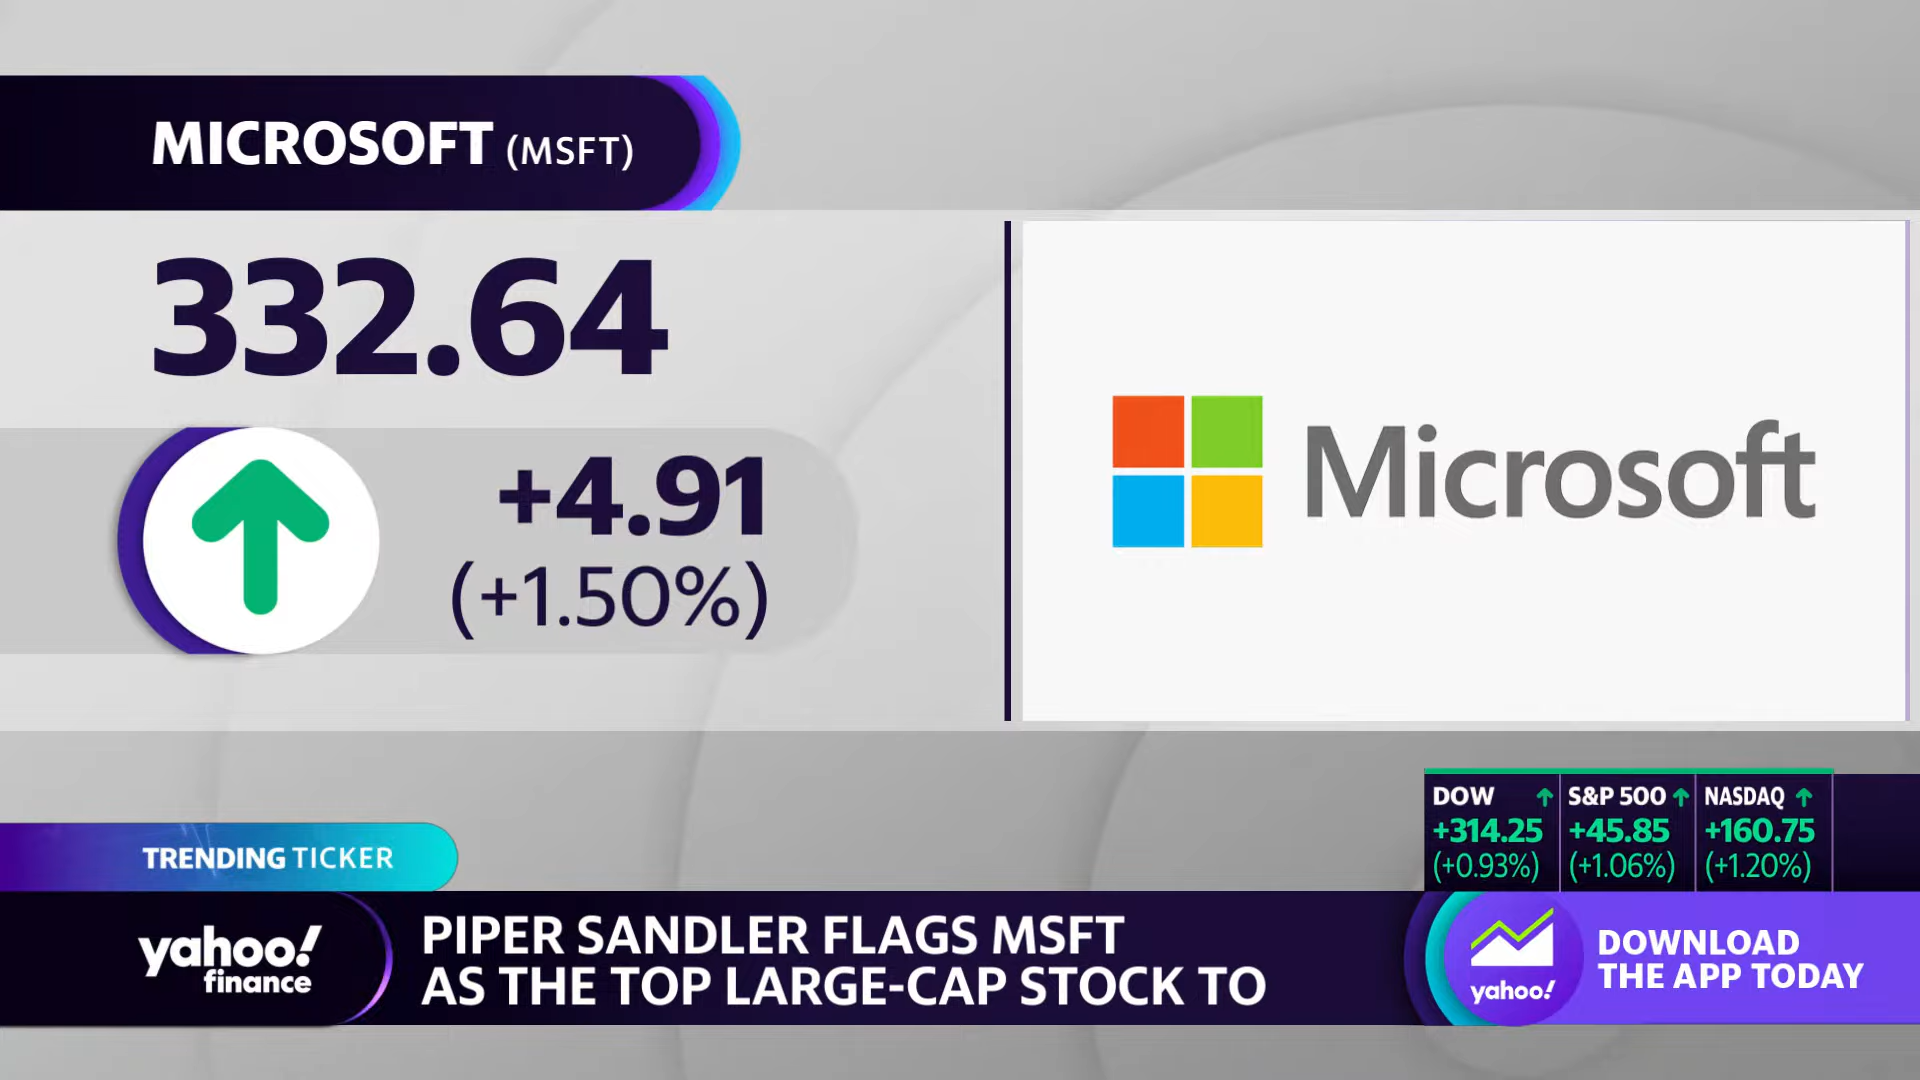 MICROSOFT (MSFT)
332.64
+4.91
(+1.50%)
Microsoft
DOW
+314.25
(+0.93%)
S&P 500
+45.85
(+1.06%)
NASDAQ
+160.75
(+1.20%)
TRENDING TICKER
yahoo!
finance
PIPER SANDLER FLAGS MSFT
AS THE TOP LARGE-CAP STOCK TO
yahoo!
DOWNLOAD
THE APP TODAY